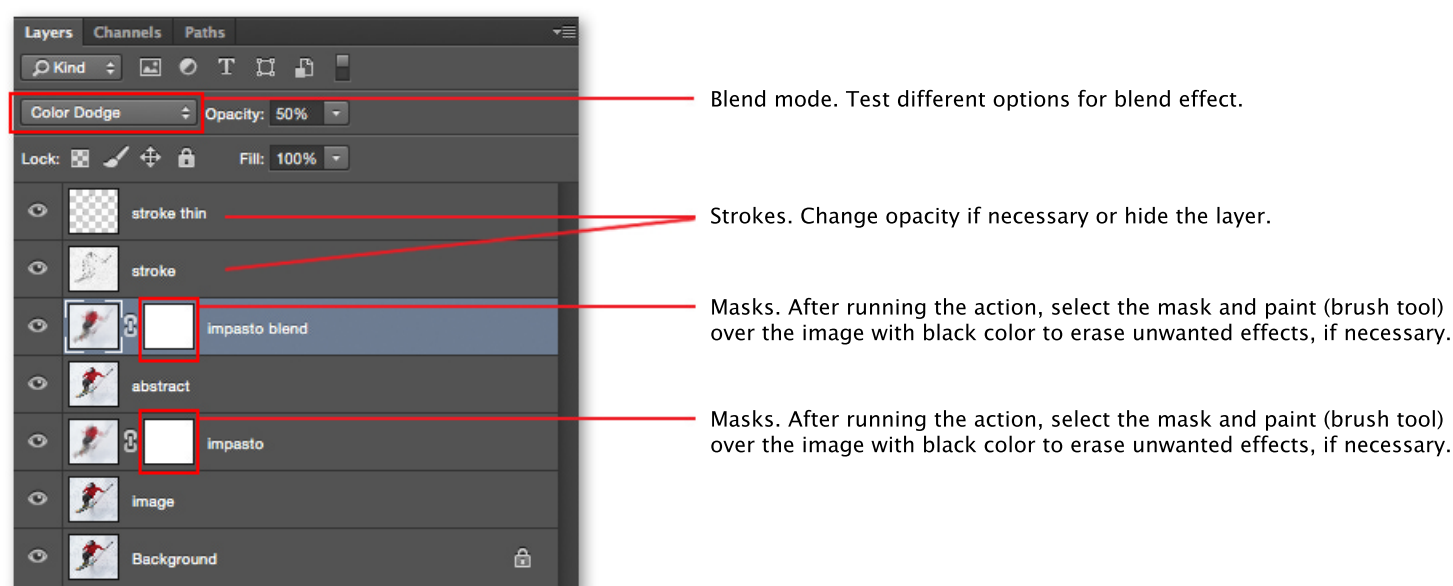 Layers Channels Paths
Kind T
Color Dodge Opacity: 50%
Blend mode. Test different options for blend effect.
Lock: Fill: 100%
stroke thin
Strokes. Change opacity if necessary or hide the layer.
stroke
impasto blend
Masks. After running the action, select the mask and paint (brush tool)
over the image with black color to erase unwanted effects, if necessary.
abstract
impasto
Masks. After running the action, select the mask and paint (brush tool)
over the image with black color to erase unwanted effects, if necessary.
image
Background